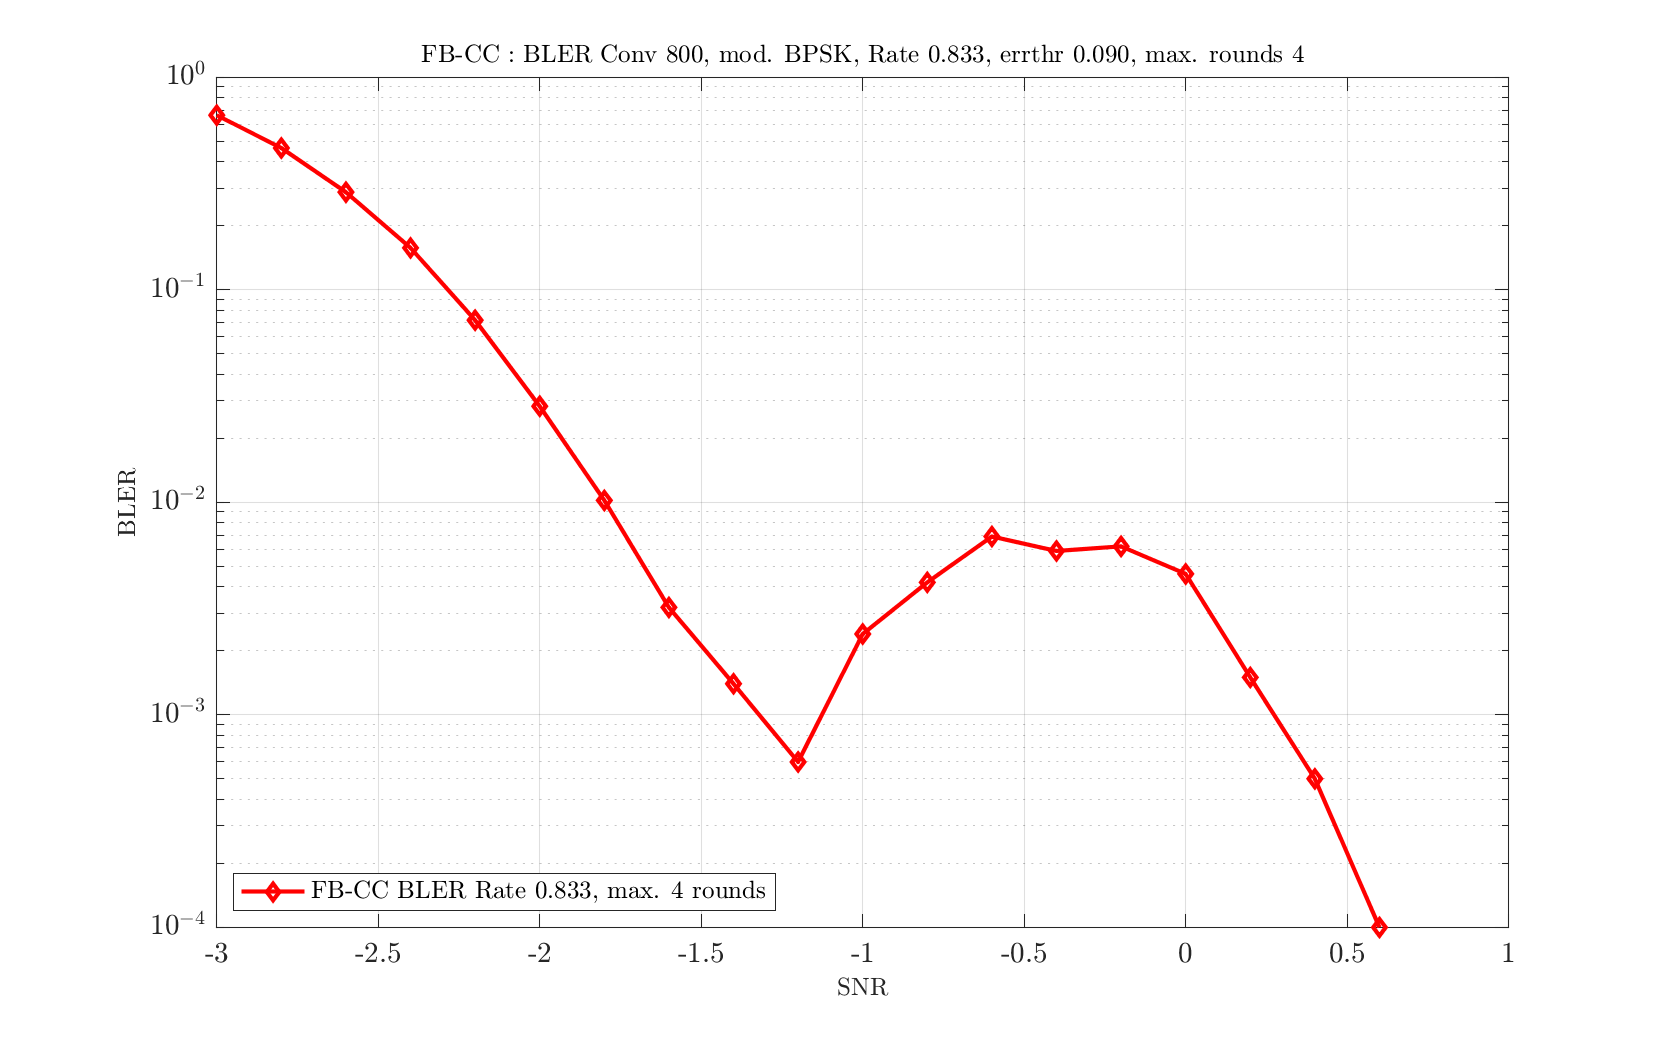 FB-CC : BLER Conv 800, mod. BPSK, Rate 0.833, errthr 0.090, max. rounds 4
10^0
10^-1
10^-2
10^-3
10^-4
BLER
FB-CC BLER Rate 0.833, max. 4 rounds
-3 -2.5 -2 -1.5 -1 -0.5 0 0.5 1
SNR